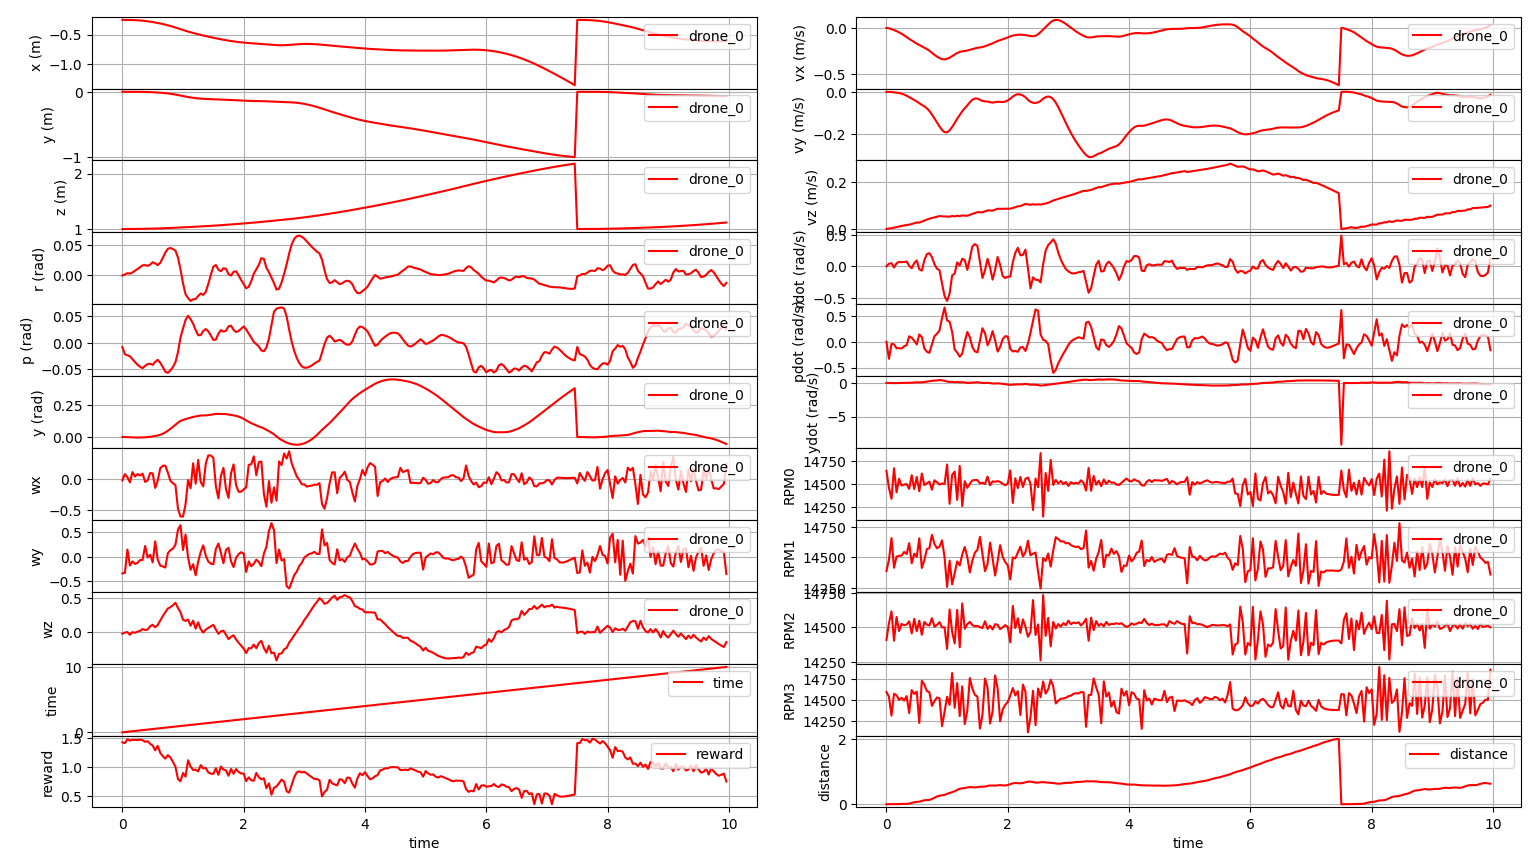 x (m)
−0.5
−1.0
drone_0
y (m)
0
−1
drone_0
z (m)
2
1
drone_0
r (rad)
0.05
0.00
drone_0
p (rad)
0.05
0.00
−0.05
drone_0
y (rad)
0.25
0.00
drone_0
wx
0.0
−0.5
drone_0
wy
0.5
0.0
−0.5
drone_0
wz
0.5
0.0
drone_0
time
10
0
time
reward
1.5
1.0
0.5
reward
0
2
4
6
8
10
time
vx (m/s)
0.0
−0.5
drone_0
vy (m/s)
0.0
−0.2
drone_0
vz (m/s)
0.2
0.0
drone_0
rdot (rad/s)
0.5
0.0
−0.5
drone_0
pdot (rad/s)
0.5
0.0
−0.5
drone_0
ydot (rad/s)
0
−5
drone_0
RPM0
14750
14500
14250
drone_0
RPM1
14750
14500
14250
drone_0
RPM2
14750
14500
14250
drone_0
RPM3
14750
14500
14250
drone_0
distance
2
0
distance
0
2
4
6
8
10
time